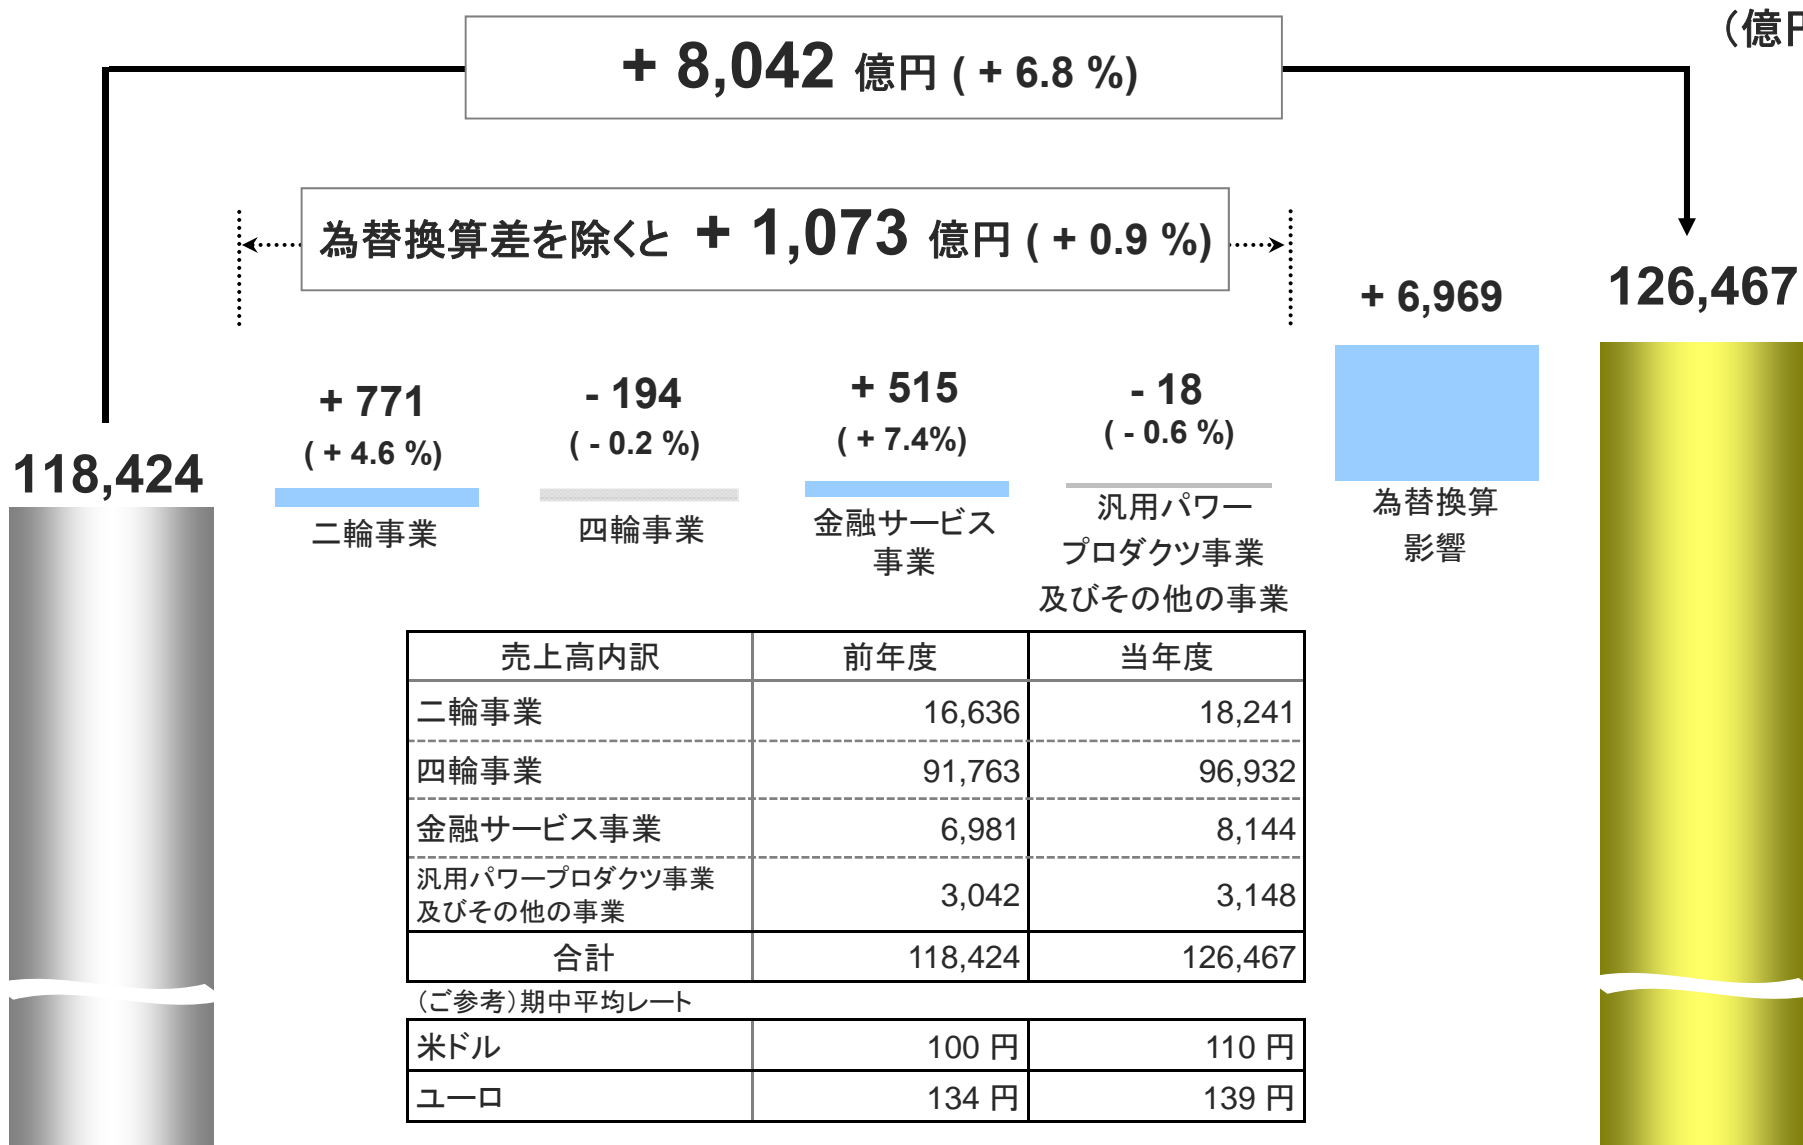 （億円
+ 8,042 億円 ( + 6.8 %)
為替換算差を除くと + 1,073 億円 ( + 0.9 %)
118,424
+ 771
( + 4.6 %)
二輪事業
- 194
( - 0.2 %)
四輪事業
+ 515
( + 7.4%)
金融サービス
事業
- 18
( - 0.6 %)
汎用パワー
プロダクツ事業
及びその他の事業
+ 6,969
為替換算
影響
126,467
売上高内訳 前年度 当年度
二輪事業 16,636 18,241
四輪事業 91,763 96,932
金融サービス事業 6,981 8,144
汎用パワープロダクツ事業
及びその他の事業 3,042 3,148
合計 118,424 126,467
（ご参考）期中平均レート
米ドル 100 円 110 円
ユーロ 134 円 139 円